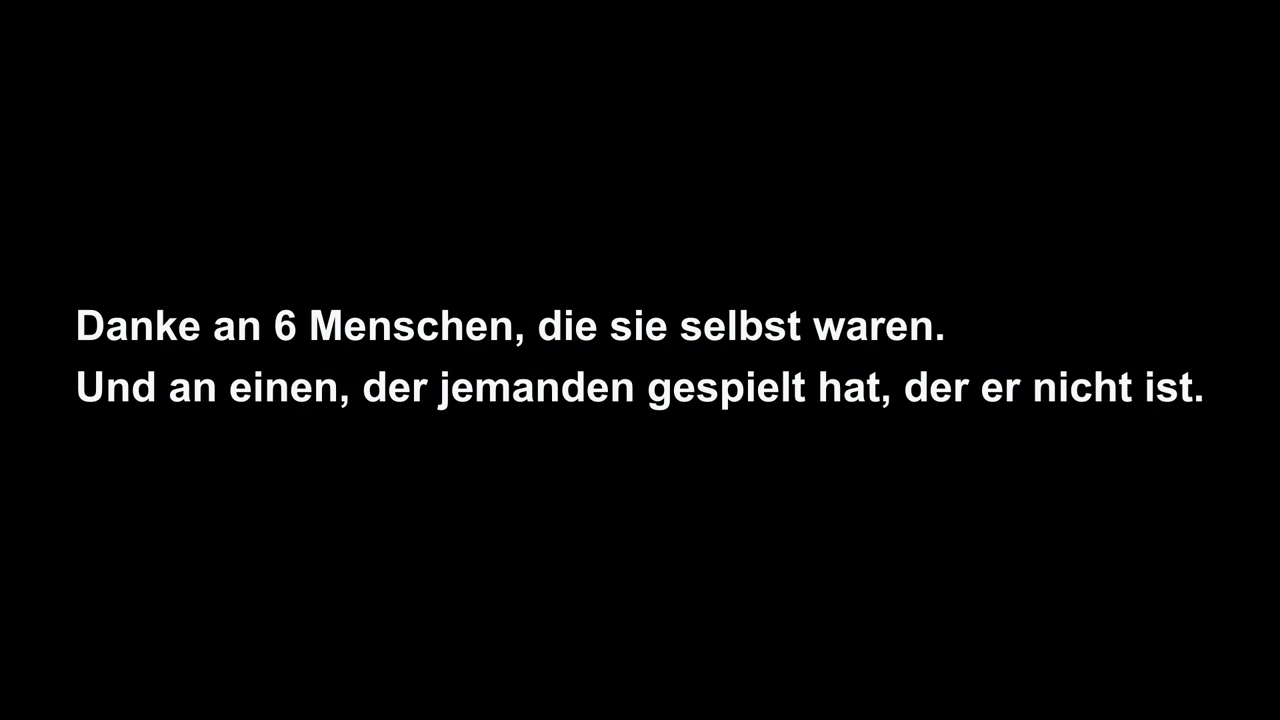 Danke an 6 Menschen, die sie selbst waren.
Und an einen, der jemanden gespielt hat, der er nicht ist.